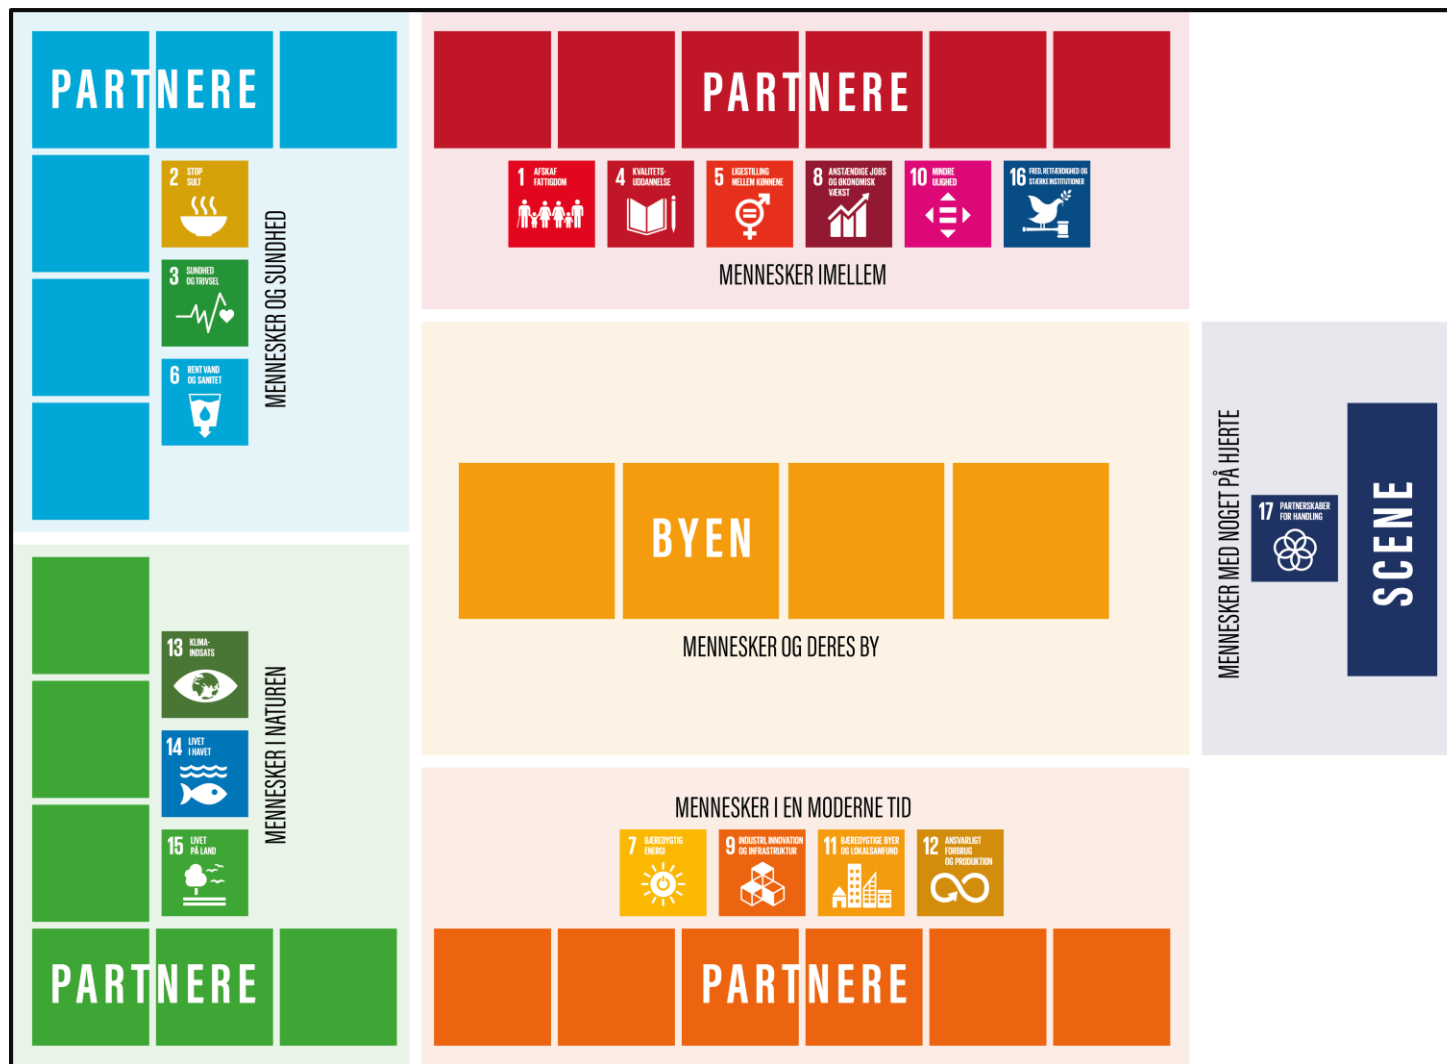 PARTNERE
2 STOP
SULT
3 SUNDHED
OG TRIVSEL
6 RENT VAND
OG SANITET
MENNESKER OG SUNDHED
PARTNERE
1 AFSKAF
FATTIGDOM
4 KVALITETS-
UDDANNELSE
5 LIGESTILLING
MELLEM KØNNENE
8 ANSTÆNDIGE JOBS
OG ØKONOMISK
VÆKST
10 MINDRE
ULIGHED
16 FRED, RETFÆRDIGHED OG
STÆRKE INSTITUTIONER
MENNESKER IMELLEM
BYEN
MENNESKER OG DERES BY
MENNESKER MED NOGET PÅ HJERTE
17 PARTNERSKABER
FOR HANDLING
SCENE
13 KLIMA-
INDSATS
14 LIVET
I HAVET
15 LIVET
PÅ LAND
MENNESKER I NATUREN
PARTNERE
MENNESKER I EN MODERNE TID
7 BÆREDYGTIG
ENERGI
9 INDUSTRI, INNOVATION
OG INFRASTRUKTUR
11 BÆREDYGTIGE BYER
OG LOKALSAMFUND
12 ANSVARLIGT
FORBRUG
OG PRODUKTION
PARTNERE